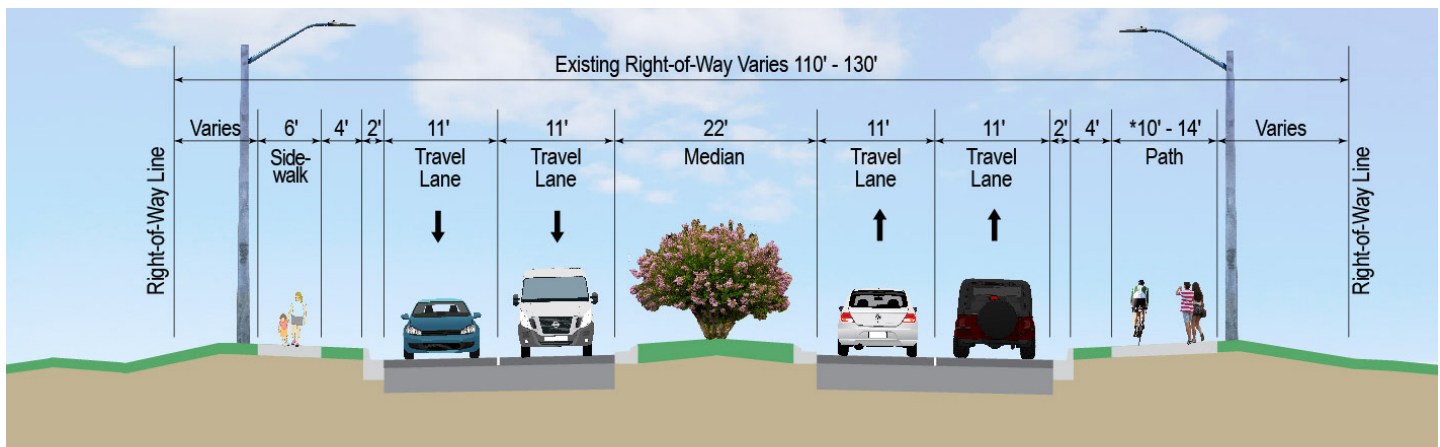 Existing Right-of-Way Varies 110' - 130'
Varies
6'
4'
2'
11'
11'
22'
11'
11'
2'
4'
*10' - 14'
Varies
Side-
walk
Travel
Lane
Travel
Lane
Median
Travel
Lane
Travel
Lane
Path
Right-of-Way Line
Right-of-Way Line